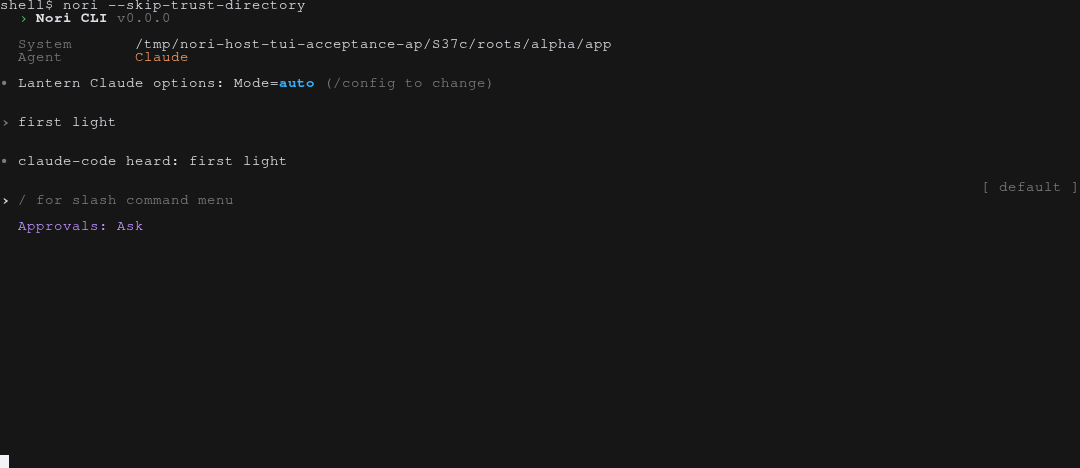 shell$ nori --skip-trust-directory
› Nori CLI v0.0.0
System /tmp/nori-host-tui-acceptance-ap/S37c/roots/alpha/app
Agent Claude
• Lantern Claude options: Mode=auto (/config to change)
› first light
• claude-code heard: first light
[ default ]
› / for slash command menu
Approvals: Ask